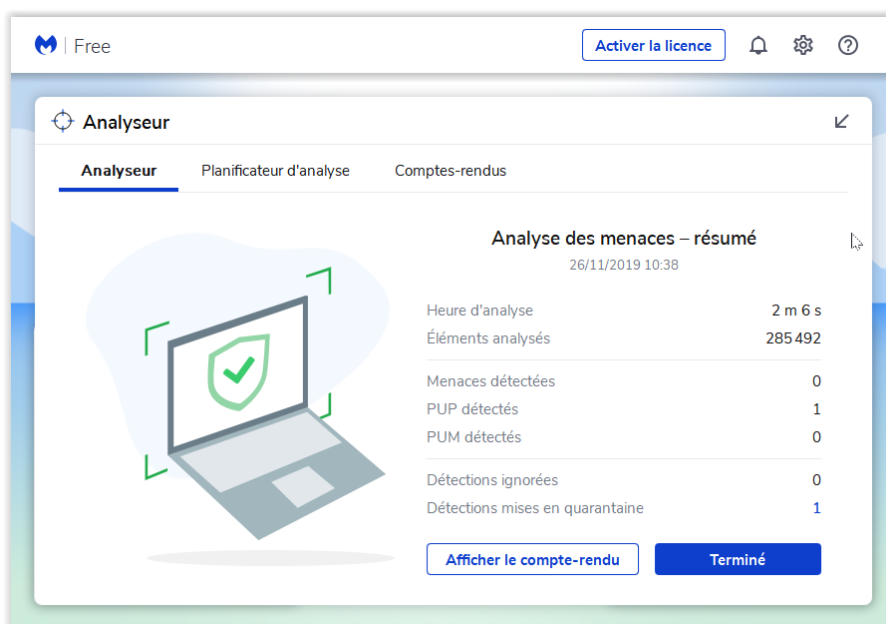 Free
Activer la licence
Analyseur
Analyseur Planificateur d'analyse Comptes-rendus
Analyse des menaces – résumé
26/11/2019 10:38
Heure d'analyse 2 m 6 s
Éléments analysés 285 492
Menaces détectées 0
PUP détectés 1
PUM détectés 0
Détections ignorées 0
Détections mises en quarantaine 1
Afficher le compte-rendu Terminé